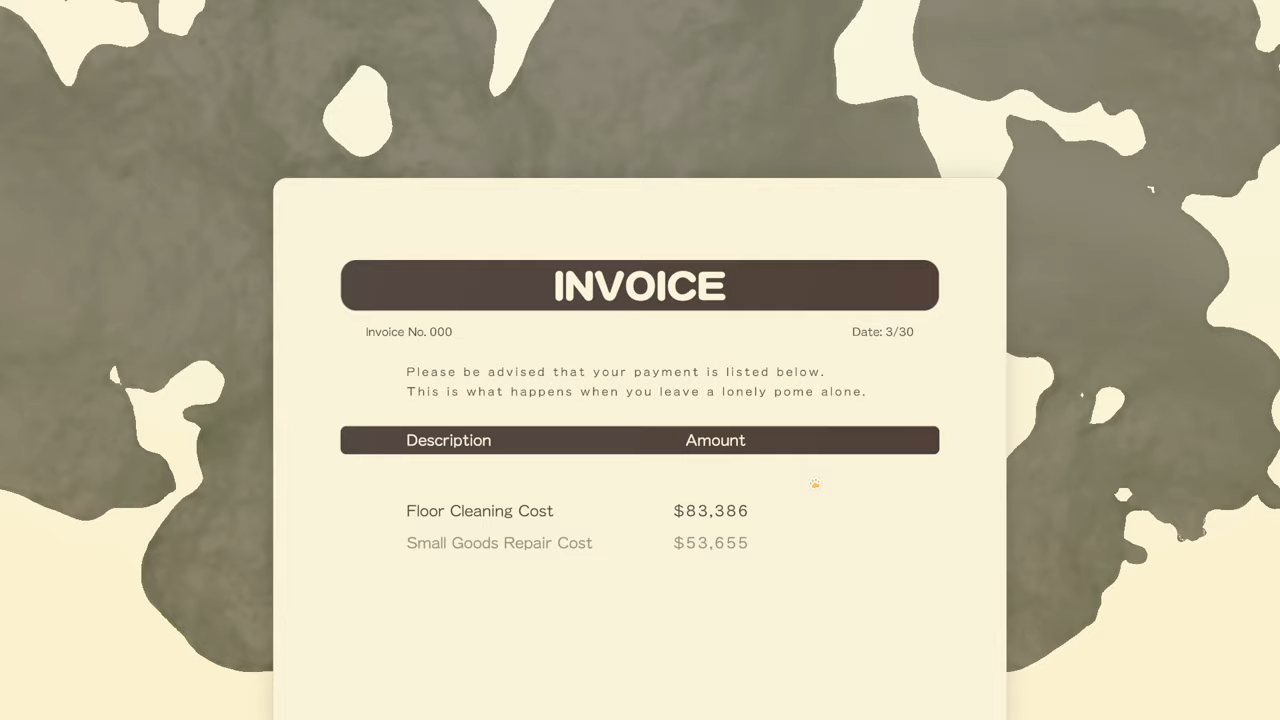 INVOICE
Invoice No. 000 Date: 3/30
Please be advised that your payment is listed below.
This is what happens when you leave a lonely pome alone.
Description Amount
Floor Cleaning Cost $83,386
Small Goods Repair Cost $53,655